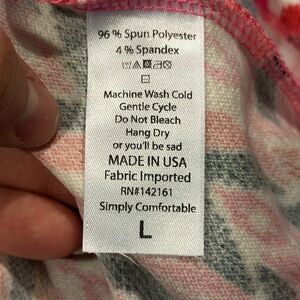 96 % Spun Polyester
4 % Spandex
Machine Wash Cold
Gentle Cycle
Do Not Bleach
Hang Dry
or you'll be sad
MADE IN USA
Fabric Imported
RN#142161
Simply Comfortable
L